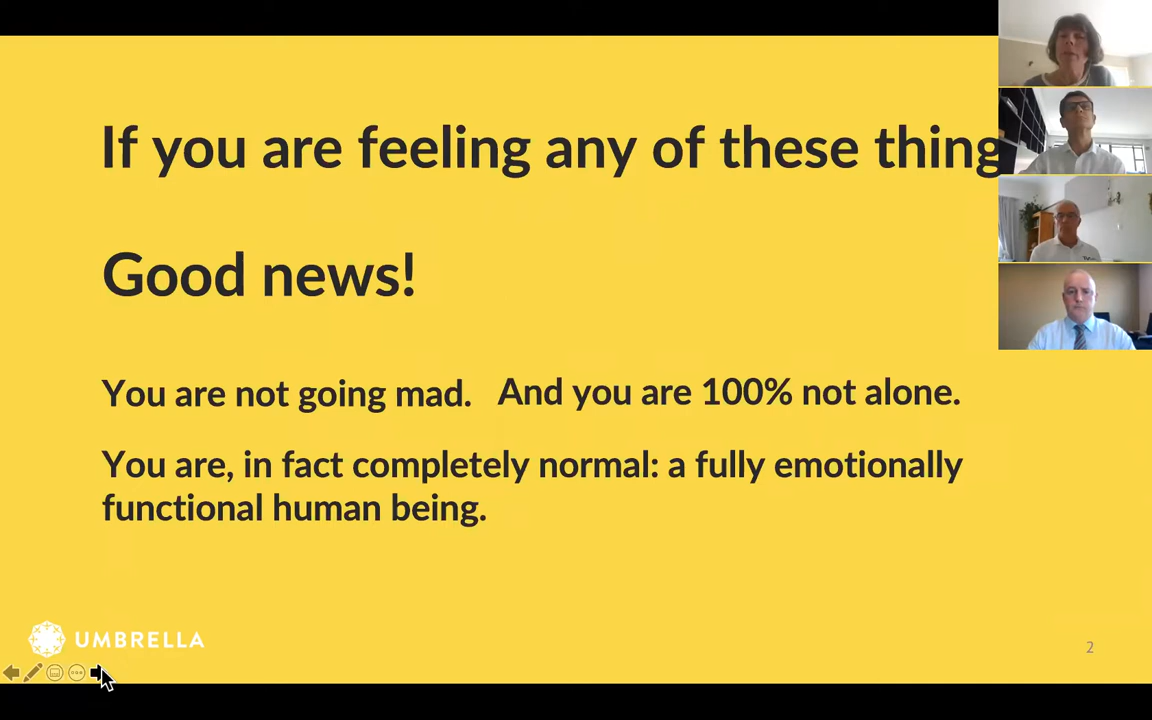 If you are feeling any of these thing
Good news!
You are not going mad. And you are 100% not alone.
You are, in fact completely normal: a fully emotionally
functional human being.
UMBRELLA
2